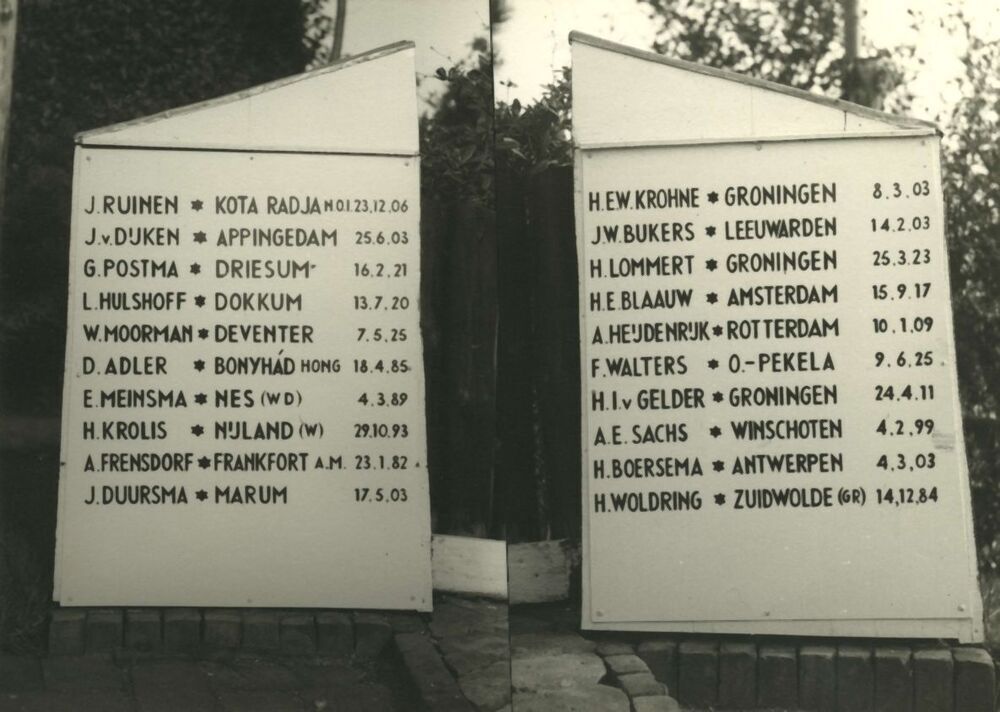 J. RUINEN * KOTA RADJA N.O.I. 23,12,06
J.v.DIJKEN * APPINGEDAM 25.6.03
G. POSTMA * DRIESUM 16.2.21
L. HULSHOFF * DOKKUM 13.7.20
W. MOORMAN * DEVENTER 7.5.25
D. ADLER * BONYHÁD HONG 18.4.85
E. MEINSMA * NES (WD) 4.3.89
H. KROLIS * NIJLAND (W) 29.10.93
A. FRENSDORF * FRANKFORT A.M. 23.1.82
J. DUURSMA * MARUM 17.5.03
H.E.W. KROHNE * GRONINGEN 8.3.03
J.W. BUKERS * LEEUWARDEN 14.2.03
H. LOMMERT * GRONINGEN 25.3.23
H.E. BLAAUW * AMSTERDAM 15.9.17
A. HEIJDENRIJK * ROTTERDAM 10.1.09
F. WALTERS * O.-PEKELA 9.6.25
H.I.v GELDER * GRONINGEN 24.4.11
A.E. SACHS * WINSCHOTEN 4.2.99
H. BOERSEMA * ANTWERPEN 4,3,03
H. WOLDRING * ZUIDWOLDE (GR) 14,12,84